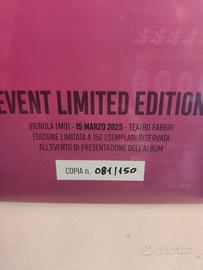 EVENT LIMITED EDITION
VIGNOLA (MO) - 15 MARZO 2025 - TEATRO FABBRI
EDIZIONE LIMITATA A 150 ESEMPLARI RISERVATA
ALL'EVENTO DI PRESENTAZIONE DELL'ALBUM
COPIA n. 081/150
subito